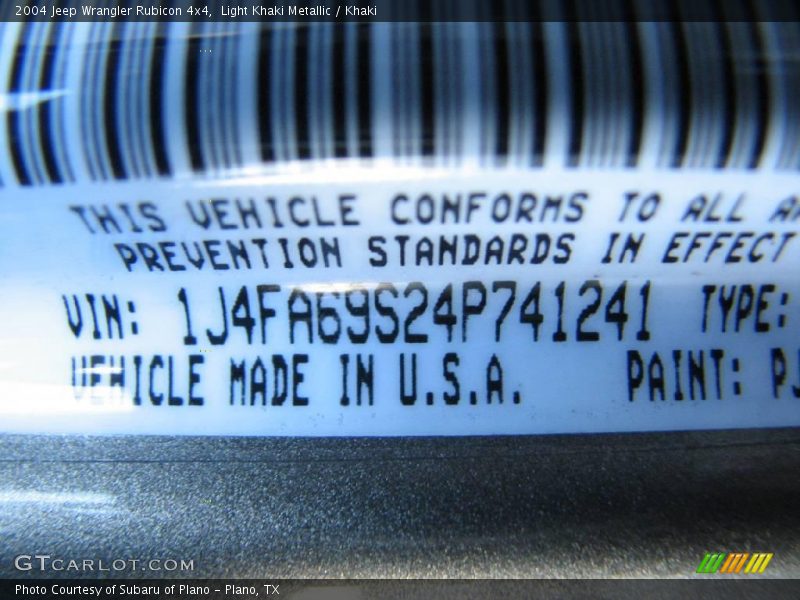 2004 Jeep Wrangler Rubicon 4x4, Light Khaki Metallic / Khaki
THIS VEHICLE CONFORMS TO ALL
PREVENTION STANDARDS IN EFFECT
VIN: 1J4FA69S24P741241 TYPE:
VEHICLE MADE IN U.S.A. PAINT: PJ
GTCARLOT.COM
Photo Courtesy of Subaru of Plano - Plano, TX